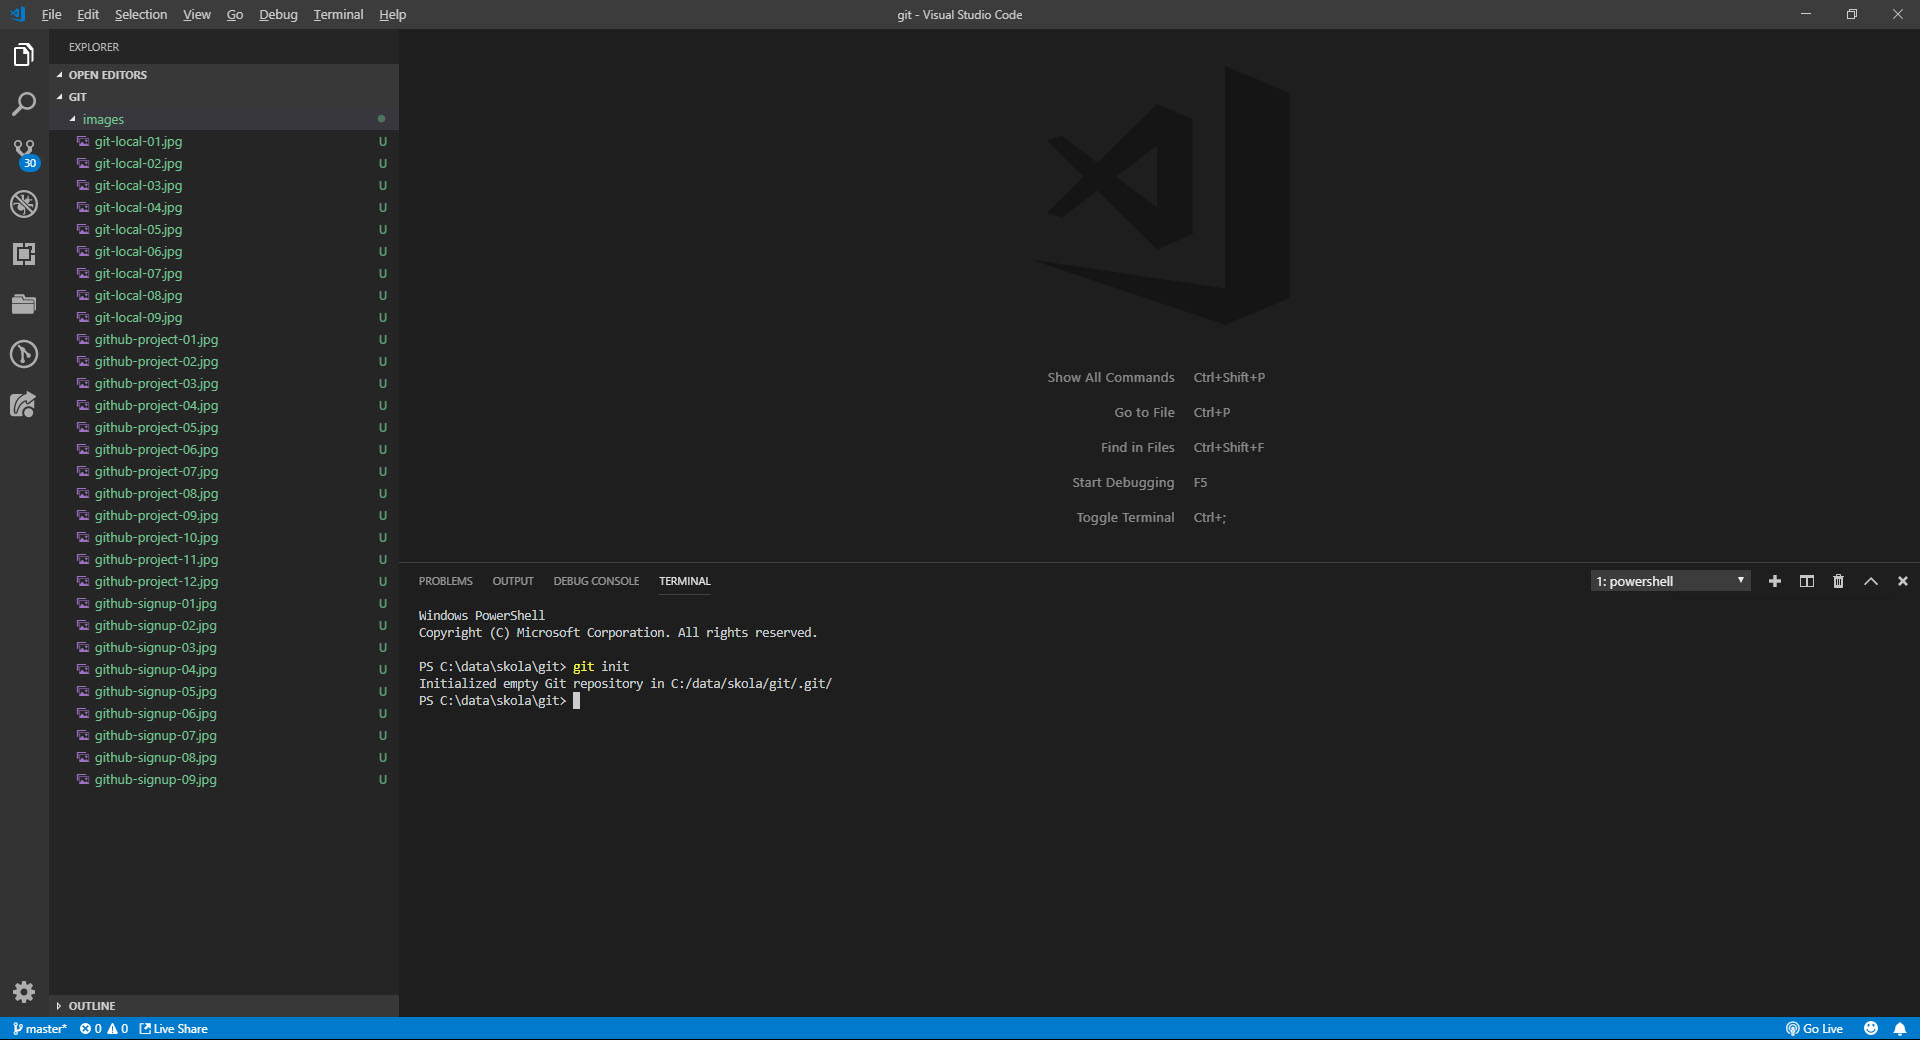 File Edit Selection View Go Debug Terminal Help
git - Visual Studio Code
EXPLORER
OPEN EDITORS
GIT
images
git-local-01.jpg U
git-local-02.jpg U
git-local-03.jpg U
git-local-04.jpg U
git-local-05.jpg U
git-local-06.jpg U
git-local-07.jpg U
git-local-08.jpg U
git-local-09.jpg U
github-project-01.jpg U
github-project-02.jpg U
github-project-03.jpg U
github-project-04.jpg U
github-project-05.jpg U
github-project-06.jpg U
github-project-07.jpg U
github-project-08.jpg U
github-project-09.jpg U
github-project-10.jpg U
github-project-11.jpg U
github-project-12.jpg U
github-signup-01.jpg U
github-signup-02.jpg U
github-signup-03.jpg U
github-signup-04.jpg U
github-signup-05.jpg U
github-signup-06.jpg U
github-signup-07.jpg U
github-signup-08.jpg U
github-signup-09.jpg U
OUTLINE
30
Show All Commands Ctrl+Shift+P
Go to File Ctrl+P
Find in Files Ctrl+Shift+F
Start Debugging F5
Toggle Terminal Ctrl+;
PROBLEMS OUTPUT DEBUG CONSOLE TERMINAL
1: powershell
Windows PowerShell
Copyright (C) Microsoft Corporation. All rights reserved.
PS C:\data\skola\git> git init
Initialized empty Git repository in C:/data/skola/git/.git/
PS C:\data\skola\git>
master* 0 0 Live Share
Go Live